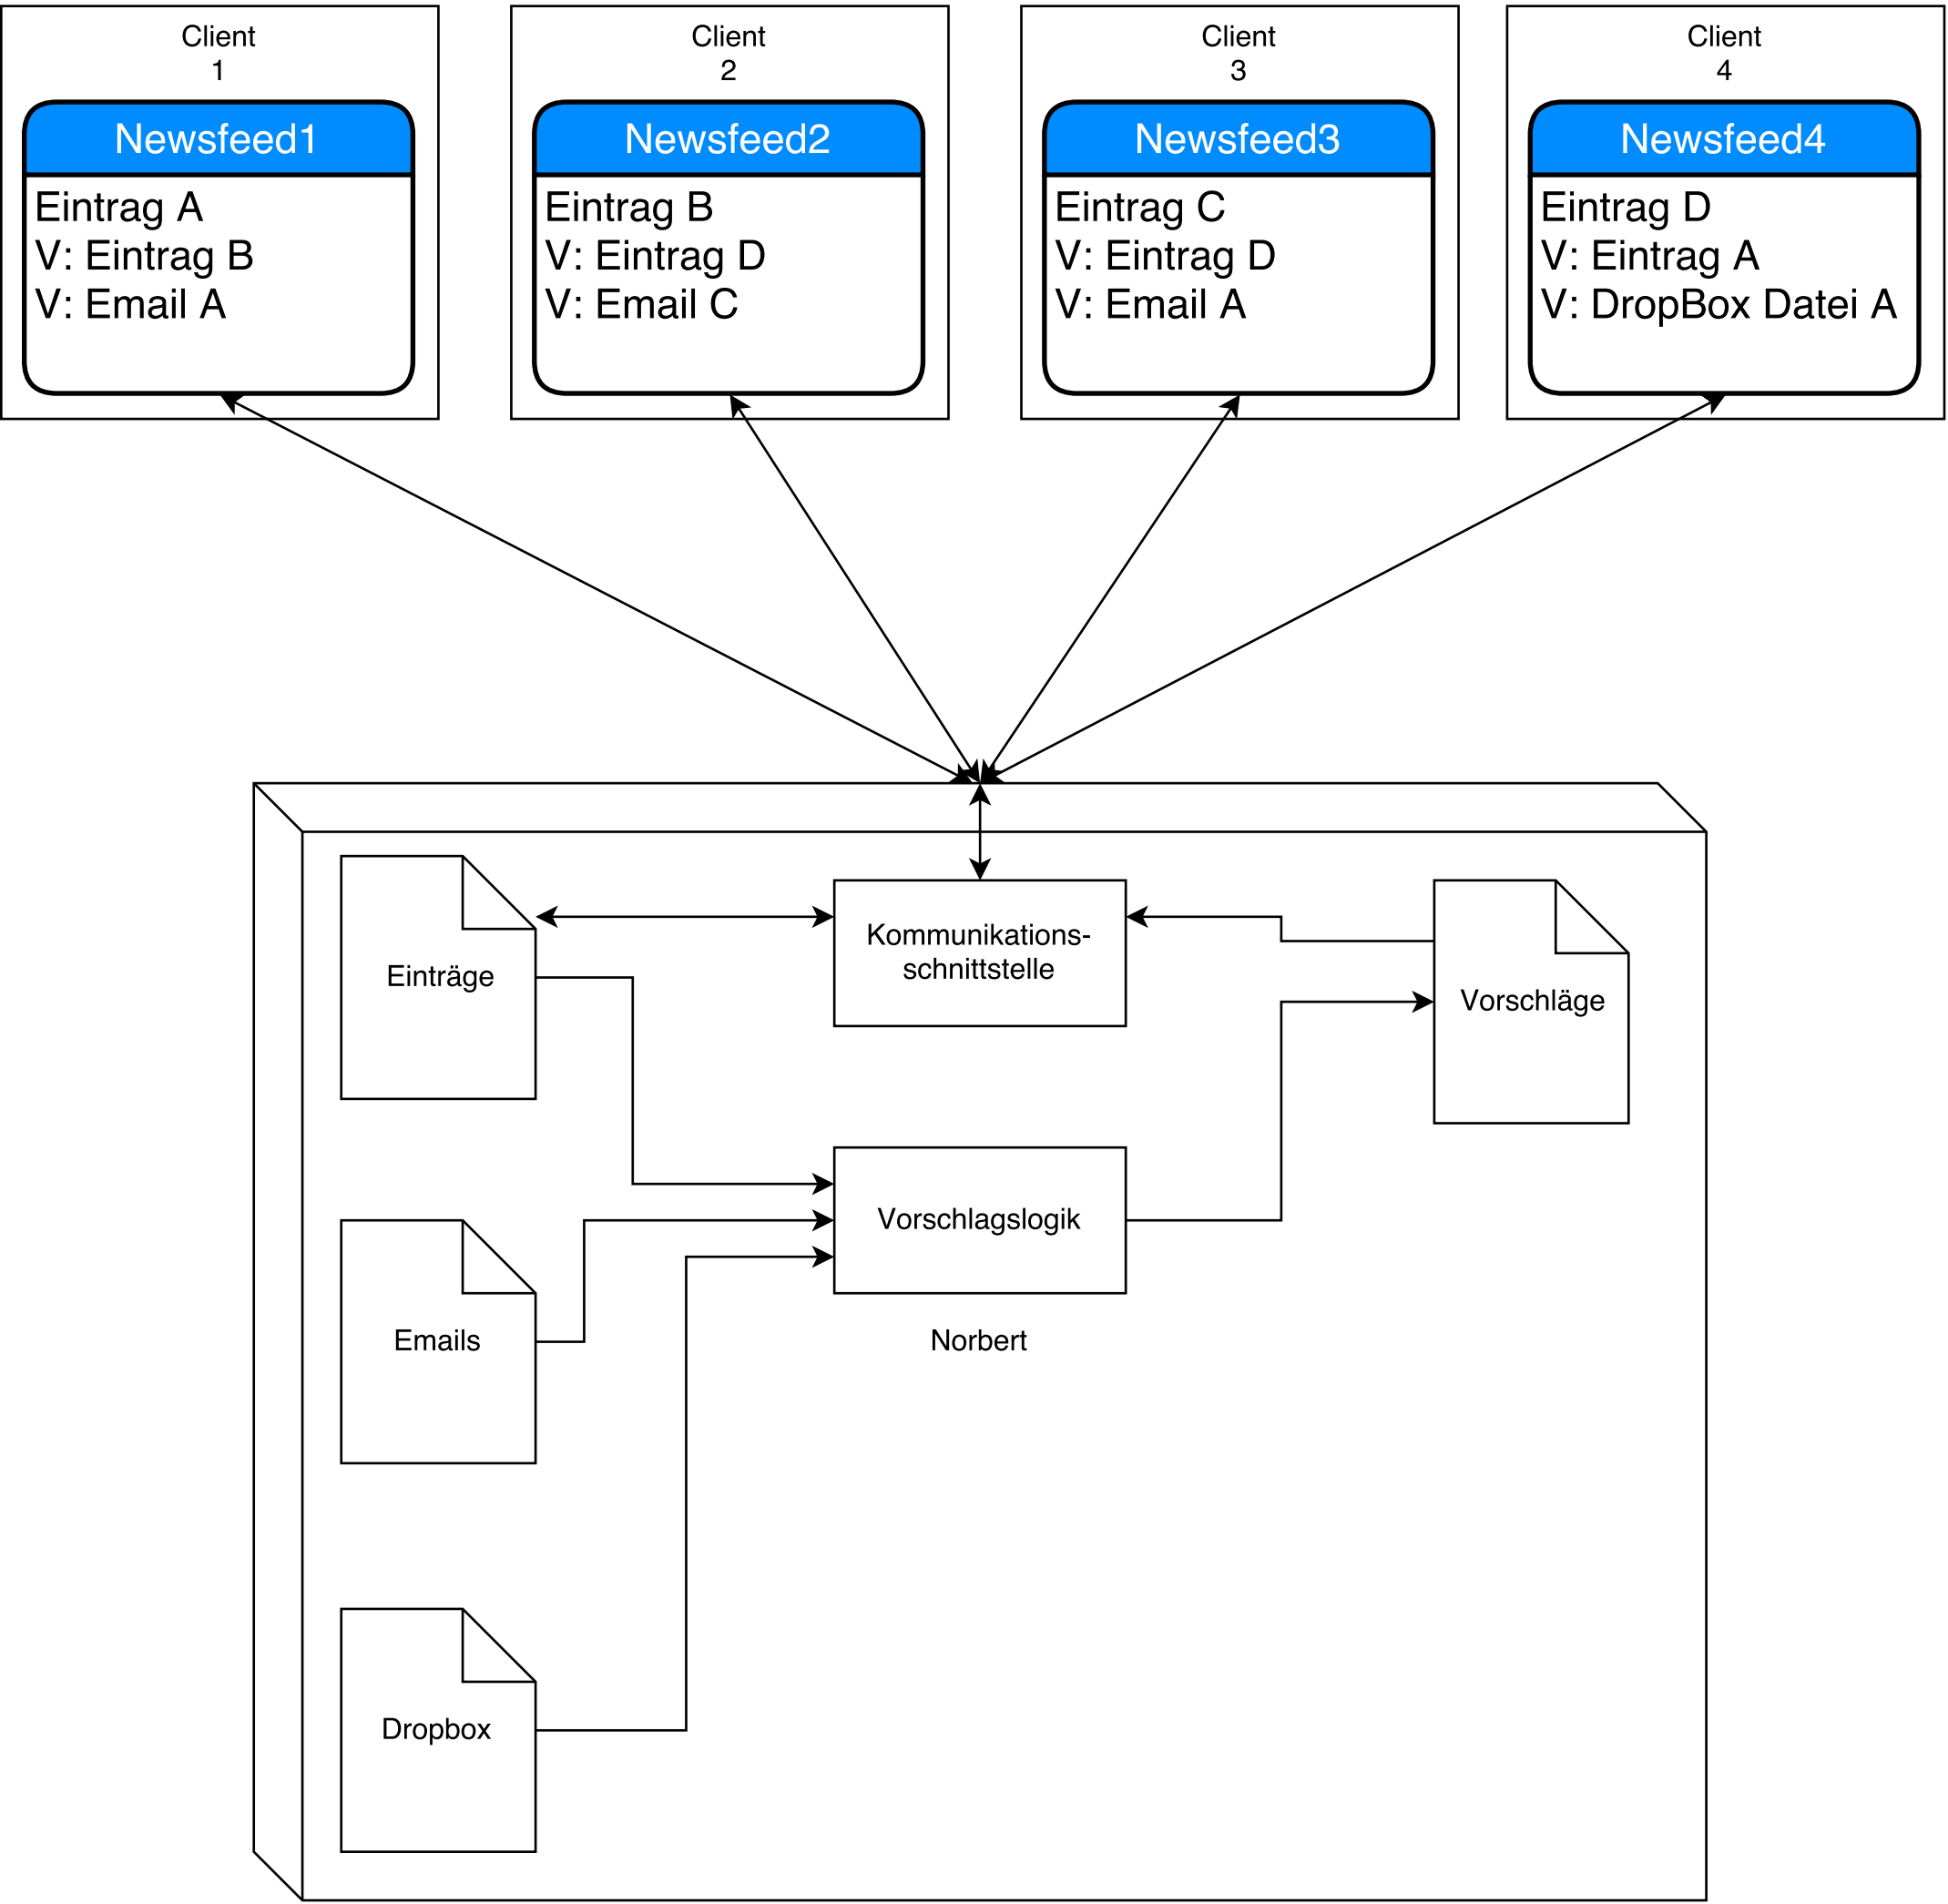 Client
1
Newsfeed1
Eintrag A
V: Eintrag B
V: Email A
Client
2
Newsfeed2
Eintrag B
V: Eintrag D
V: Email C
Client
3
Newsfeed3
Eintrag C
V: Eintrag D
V: Email A
Client
4
Newsfeed4
Eintrag D
V: Eintrag A
V: DropBox Datei A
Einträge
Kommunikations-
schnittstelle
Vorschläge
Vorschlagslogik
Emails
Norbert
Dropbox